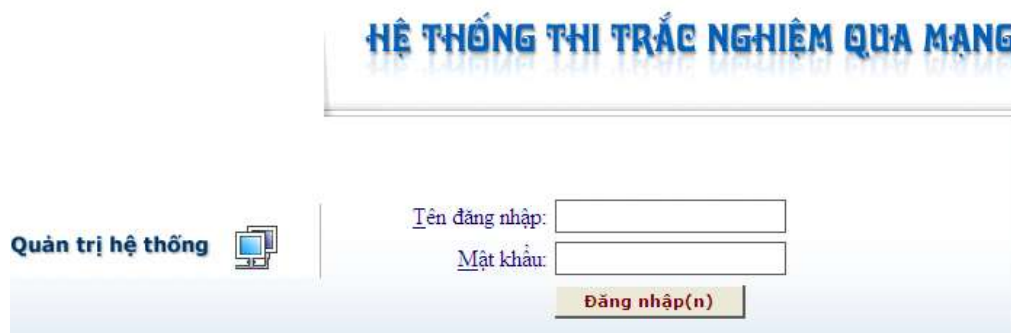 HỆ THỐNG THI TRẮC NGHIỆM QUA MẠNG
Tên đăng nhập:
Quản trị hệ thống
Mật khẩu:
Đăng nhập(n)